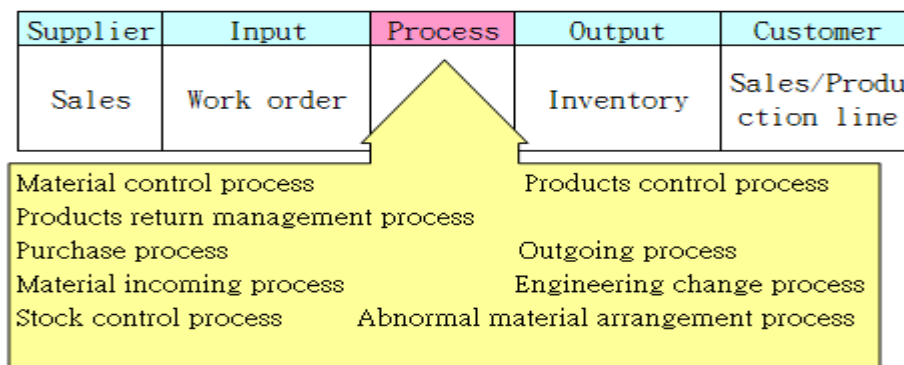 Supplier Input Process Output Customer
Sales Work order Inventory Sales/Produ
ction line
Material control process Products control process
Products return management process
Purchase process Outgoing process
Material incoming process Engineering change process
Stock control process Abnormal material arrangement process